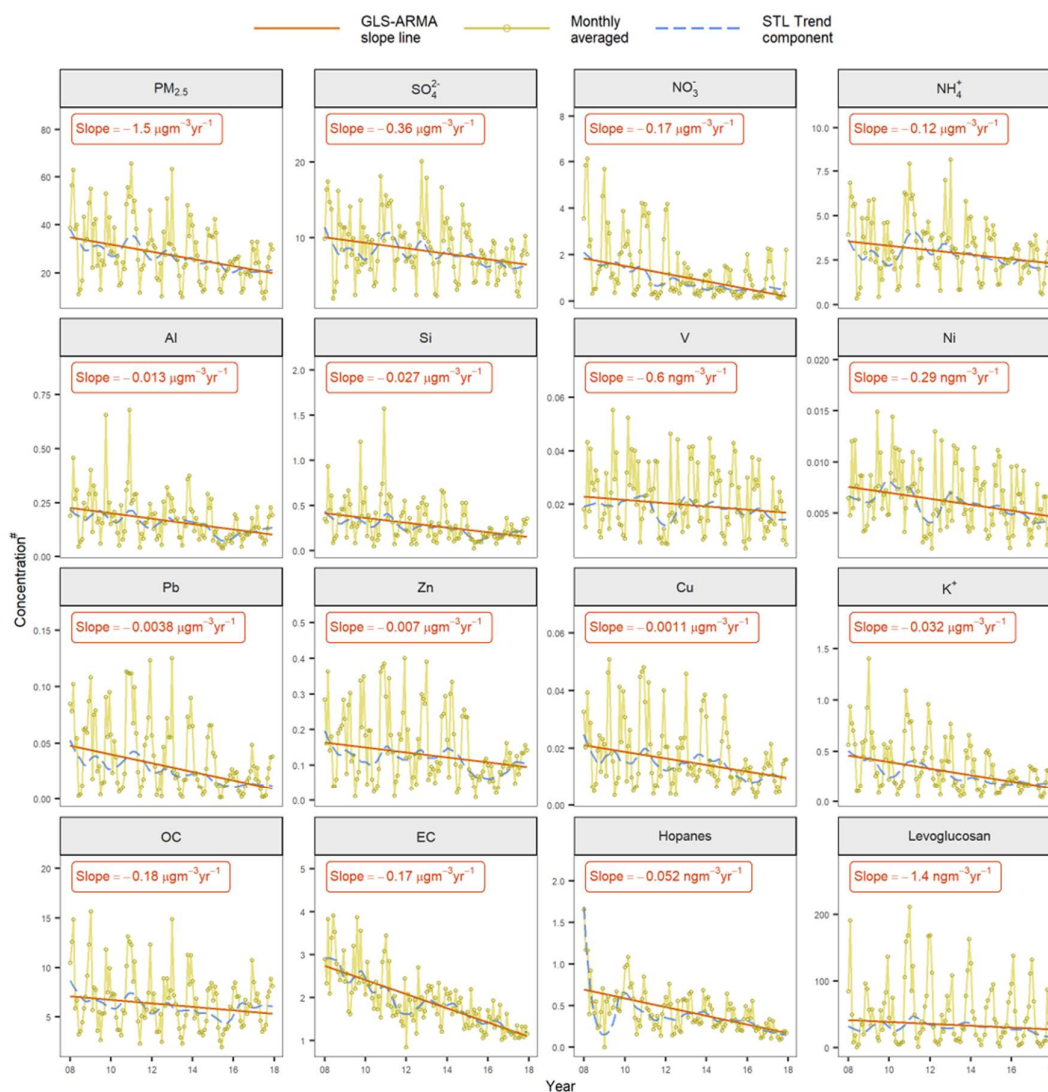 GLS-ARMA slope line
Monthly averaged
STL Trend component
PM2.5
SO4^2-
NO3^-
NH4^+
Slope = −1.5 μgm−3yr−1
Slope = −0.36 μgm−3yr−1
Slope = −0.17 μgm−3yr−1
Slope = −0.12 μgm−3yr−1
80
60
40
20
20
10
8
6
4
2
0
10.0
7.5
5.0
2.5
0.0
Al
Si
V
Ni
Slope = −0.013 μgm−3yr−1
Slope = −0.027 μgm−3yr−1
Slope = −0.6 ngm−3yr−1
Slope = −0.29 ngm−3yr−1
0.75
0.50
0.25
0.00
2.0
1.5
1.0
0.5
0.0
0.06
0.04
0.02
0.020
0.015
0.010
0.005
Concentration#
Pb
Zn
Cu
K+
Slope = −0.0038 μgm−3yr−1
Slope = −0.007 μgm−3yr−1
Slope = −0.0011 μgm−3yr−1
Slope = −0.032 μgm−3yr−1
0.15
0.10
0.05
0.00
0.5
0.4
0.3
0.2
0.1
0.0
0.06
0.04
0.02
0.00
1.5
1.0
0.5
0.0
OC
EC
Hopanes
Levoglucosan
Slope = −0.18 μgm−3yr−1
Slope = −0.17 μgm−3yr−1
Slope = −0.052 ngm−3yr−1
Slope = −1.4 ngm−3yr−1
20
15
10
5
5
4
3
2
1
2.0
1.5
1.0
0.5
0.0
200
100
50
0
08 10 12 14 16 18
08 10 12 14 16 18
08 10 12 14 16 18
08 10 12 14 16 18
Year